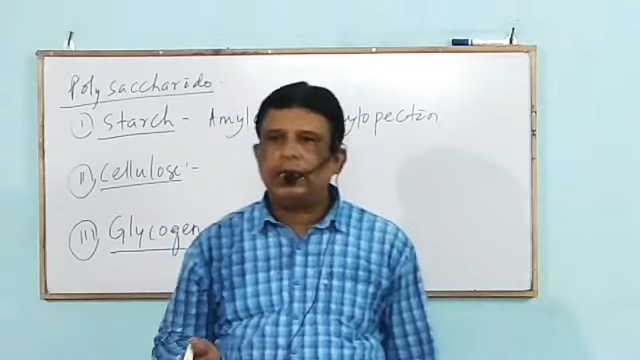 Polysaccharide
I) Starch - Amyl ylopectin
II) Cellulose -
III) Glycogen